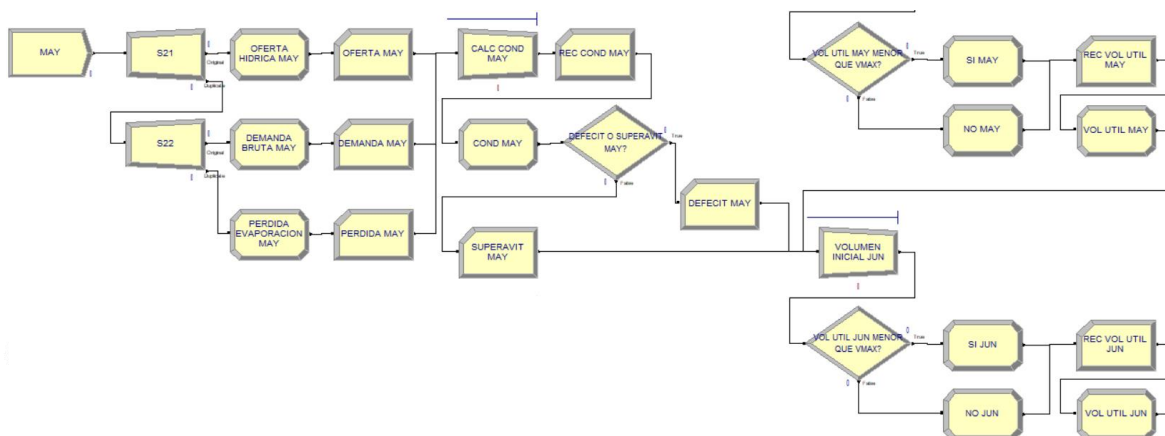 MAY
S21
Original
Duplicate
OFERTA
HIDRICA MAY
OFERTA MAY
CALC COND
MAY
REC COND MAY
VOL UTIL MAY MENOR
QUE VMAX?
True
False
SI MAY
NO MAY
REC VOL UTIL
MAY
VOL UTIL MAY
S22
Original
Duplicate
DEMANDA
BRUTA MAY
DEMANDA MAY
COND MAY
DEFECIT O SUPERAVIT
MAY?
True
False
DEFECIT MAY
PERDIDA
EVAPORACION
MAY
PERDIDA MAY
SUPERAVIT
MAY
VOLUMEN
INICIAL JUN
VOL UTIL JUN MENOR
QUE VMAX?
True
False
SI JUN
NO JUN
REC VOL UTIL
JUN
VOL UTIL JUN